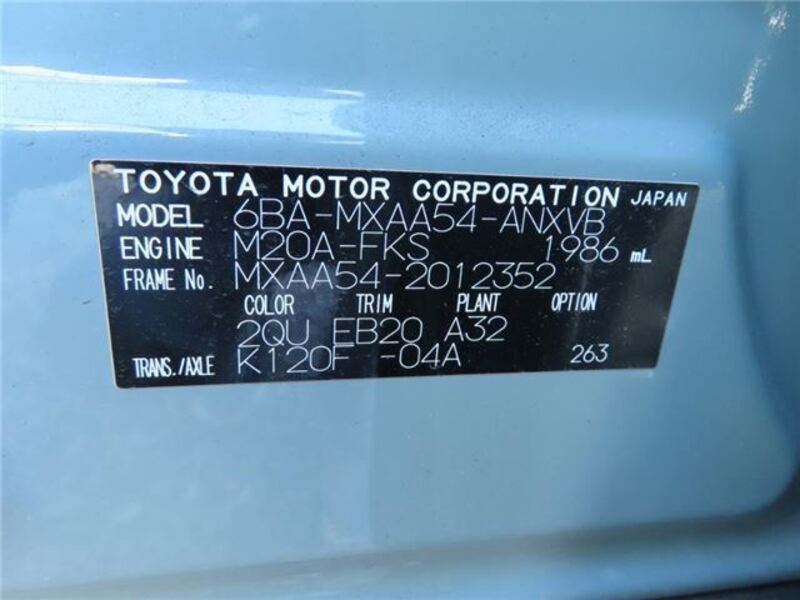 TOYOTA MOTOR CORPORATION JAPAN
MODEL 6BA-MXAA54-ANXVB
ENGINE M20A-FKS 1986 mL
FRAME No. MXAA54-2012352
COLOR TRIM PLANT OPTION
2QU EB20 A32
TRANS./AXLE K120F -04A 263